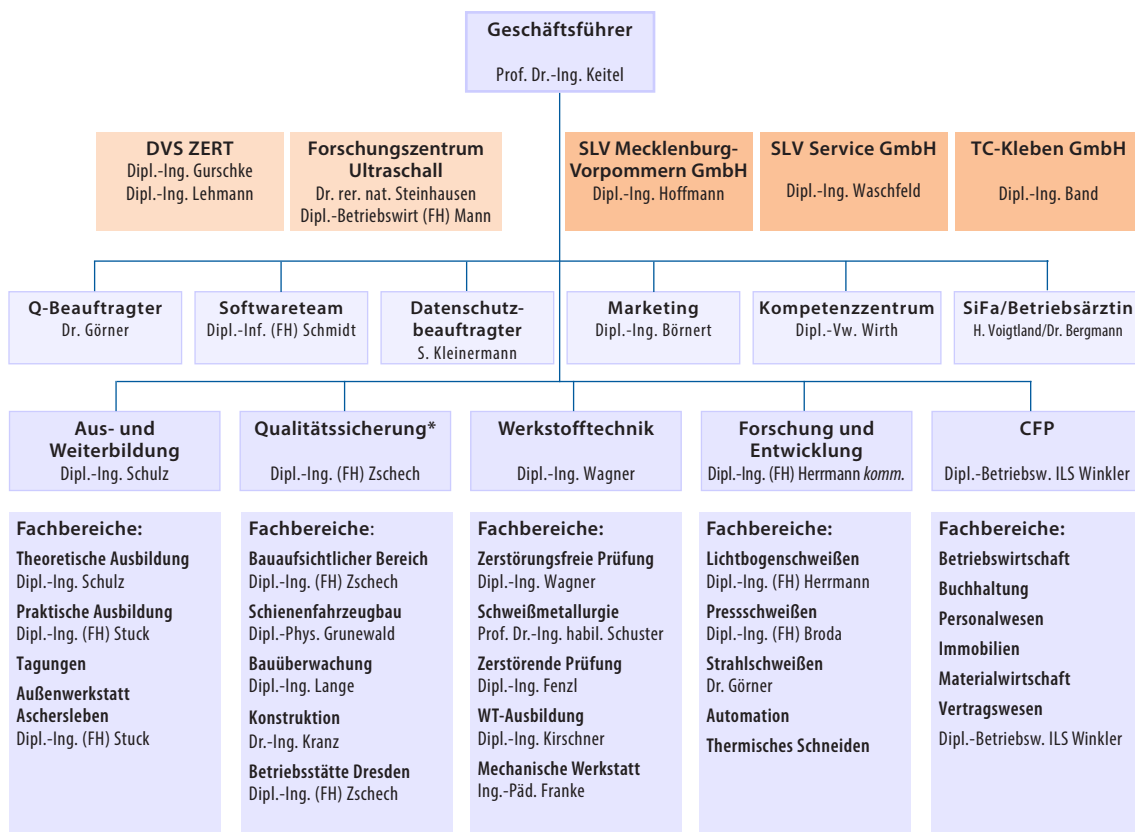 Geschäftsführer
Prof. Dr.-Ing. Keitel
DVS ZERT
Dipl.-Ing. Gurschke
Dipl.-Ing. Lehmann
Forschungszentrum
Ultraschall
Dr. rer. nat. Steinhausen
Dipl.-Betriebswirt (FH) Mann
SLV Mecklenburg-
Vorpommern GmbH
Dipl.-Ing. Hoffmann
SLV Service GmbH
Dipl.-Ing. Waschfeld
TC-Kleben GmbH
Dipl.-Ing. Band
Q-Beauftragter
Dr. Görner
Softwareteam
Dipl.-Inf. (FH) Schmidt
Datenschutz-
beauftragter
S. Kleinermann
Marketing
Dipl.-Ing. Börnert
Kompetenzzentrum
Dipl.-Vw. Wirth
SiFa/Betriebsärztin
H. Voigtland/Dr. Bergmann
Aus- und
Weiterbildung
Dipl.-Ing. Schulz
Qualitätssicherung*
Dipl.-Ing. (FH) Zschech
Werkstofftechnik
Dipl.-Ing. Wagner
Forschung und
Entwicklung
Dipl.-Ing. (FH) Herrmann komm.
CFP
Dipl.-Betriebsw. ILS Winkler
Fachbereiche:
Theoretische Ausbildung
Dipl.-Ing. Schulz
Praktische Ausbildung
Dipl.-Ing. (FH) Stuck
Tagungen
Außenwerkstatt
Aschersleben
Dipl.-Ing. (FH) Stuck
Fachbereiche:
Bauaufsichtlicher Bereich
Dipl.-Ing. (FH) Zschech
Schienenfahrzeugbau
Dipl.-Phys. Grunewald
Bauüberwachung
Dipl.-Ing. Lange
Konstruktion
Dr.-Ing. Kranz
Betriebsstätte Dresden
Dipl.-Ing. (FH) Zschech
Fachbereiche:
Zerstörungsfreie Prüfung
Dipl.-Ing. Wagner
Schweißmetallurgie
Prof. Dr.-Ing. habil. Schuster
Zerstörende Prüfung
Dipl.-Ing. Fenzl
WT-Ausbildung
Dipl.-Ing. Kirschner
Mechanische Werkstatt
Ing.-Päd. Franke
Fachbereiche:
Lichtbogenschweißen
Dipl.-Ing. (FH) Herrmann
Pressschweißen
Dipl.-Ing. (FH) Broda
Strahlschweißen
Dr. Görner
Automation
Thermisches Schneiden
Fachbereiche:
Betriebswirtschaft
Buchhaltung
Personalwesen
Immobilien
Materialwirtschaft
Vertragswesen
Dipl.-Betriebsw. ILS Winkler